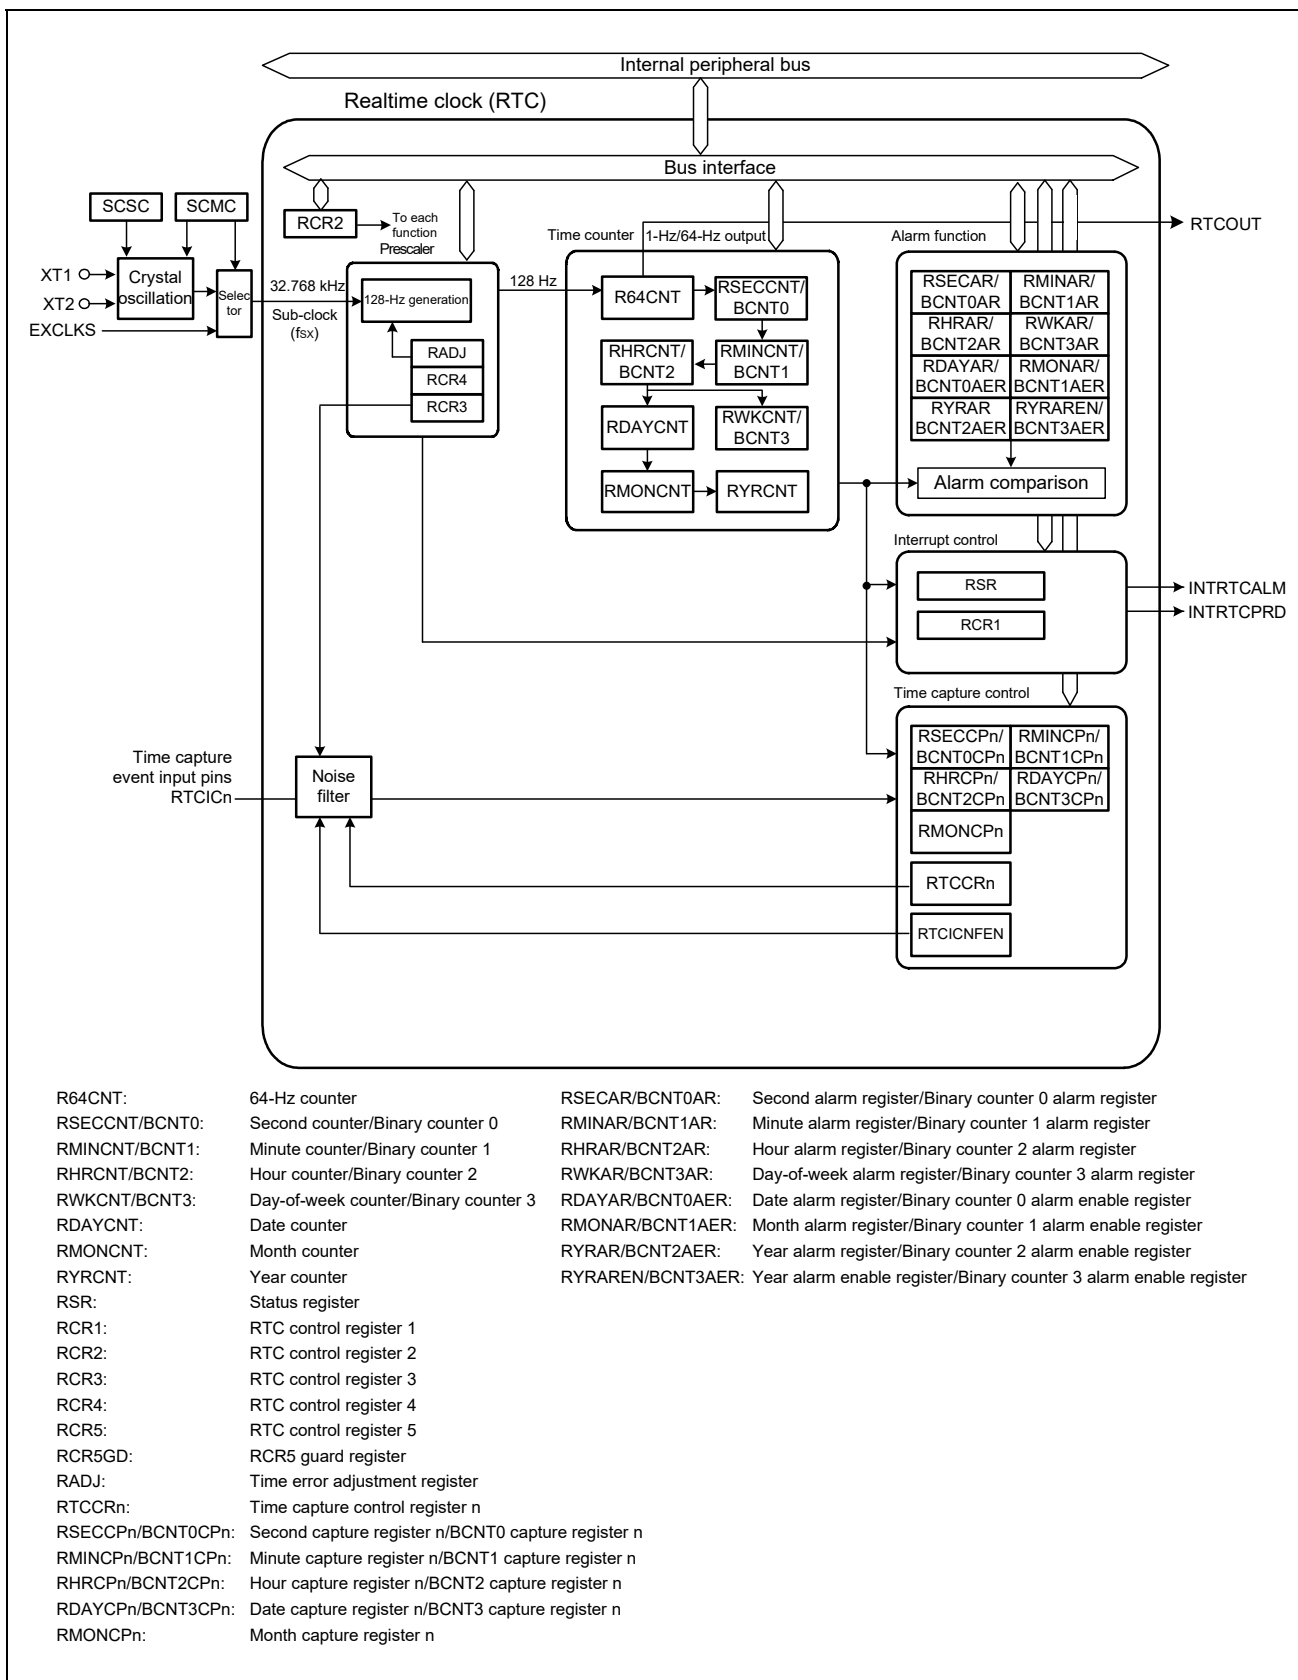 Internal peripheral bus
Realtime clock (RTC)
Bus interface
SCSC
SCMC
RCR2
To each
function
Prescaler
Time counter
1-Hz/64-Hz output
Alarm function
RTCOUT
XT1
XT2
EXCLKS
Crystal
oscillation
Selec
tor
32.768 kHz
Sub-clock
(fSX)
128-Hz generation
RADJ
RCR4
RCR3
128 Hz
R64CNT
RSECCNT/
BCNT0
RHRCNT/
BCNT2
RMINCNT/
BCNT1
RDAYCNT
RWKCNT/
BCNT3
RMONCNT
RYRCNT
RSECAR/
BCNT0AR
RMINAR/
BCNT1AR
RHRAR/
BCNT2AR
RWKAR/
BCNT3AR
RDAYAR/
BCNT0AER
RMONAR/
BCNT1AER
RYRAR
BCNT2AER
RYRAREN/
BCNT3AER
Alarm comparison
Interrupt control
RSR
RCR1
INTRTCALM
INTRTCPRD
Time capture control
Time capture
event input pins
RTCICn
Noise
filter
RSECCPn/
BCNT0CPn
RMINCPn/
BCNT1CPn
RHRCPn/
BCNT2CPn
RDAYCPn/
BCNT3CPn
RMONCPn
RTCCRn
RTCICNFEN
R64CNT: 64-Hz counter
RSECCNT/BCNT0: Second counter/Binary counter 0
RMINCNT/BCNT1: Minute counter/Binary counter 1
RHRCNT/BCNT2: Hour counter/Binary counter 2
RWKCNT/BCNT3: Day-of-week counter/Binary counter 3
RDAYCNT: Date counter
RMONCNT: Month counter
RYRCNT: Year counter
RSR: Status register
RCR1: RTC control register 1
RCR2: RTC control register 2
RCR3: RTC control register 3
RCR4: RTC control register 4
RCR5: RTC control register 5
RCR5GD: RCR5 guard register
RADJ: Time error adjustment register
RTCCRn: Time capture control register n
RSECCPn/BCNT0CPn: Second capture register n/BCNT0 capture register n
RMINCPn/BCNT1CPn: Minute capture register n/BCNT1 capture register n
RHRCPn/BCNT2CPn: Hour capture register n/BCNT2 capture register n
RDAYCPn/BCNT3CPn: Date capture register n/BCNT3 capture register n
RMONCPn: Month capture register n
RSECAR/BCNT0AR: Second alarm register/Binary counter 0 alarm register
RMINAR/BCNT1AR: Minute alarm register/Binary counter 1 alarm register
RHRAR/BCNT2AR: Hour alarm register/Binary counter 2 alarm register
RWKAR/BCNT3AR: Day-of-week alarm register/Binary counter 3 alarm register
RDAYAR/BCNT0AER: Date alarm register/Binary counter 0 alarm enable register
RMONAR/BCNT1AER: Month alarm register/Binary counter 1 alarm enable register
RYRAR/BCNT2AER: Year alarm register/Binary counter 2 alarm enable register
RYRAREN/BCNT3AER: Year alarm enable register/Binary counter 3 alarm enable register